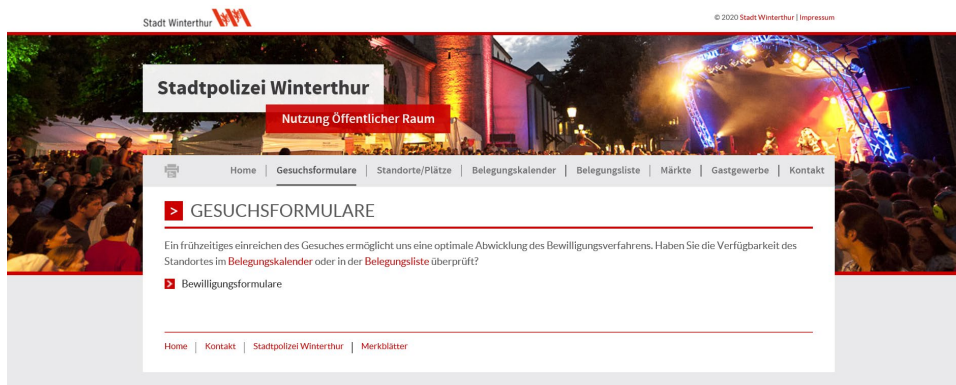 Stadt Winterthur
© 2020 Stadt Winterthur | Impressum
Stadtpolizei Winterthur
Nutzung Öffentlicher Raum
Home | Gesuchsformulare | Standorte/Plätze | Belegungskalender | Belegungsliste | Märkte | Gastgewerbe | Kontakt
> GESUCHSFORMULARE
Ein frühzeitiges einreichen des Gesuches ermöglicht uns eine optimale Abwicklung des Bewilligungsverfahrens. Haben Sie die Verfügbarkeit des
Standortes im Belegungskalender oder in der Belegungsliste überprüft?
> Bewilligungsformulare
Home | Kontakt | Stadtpolizei Winterthur | Merkblätter